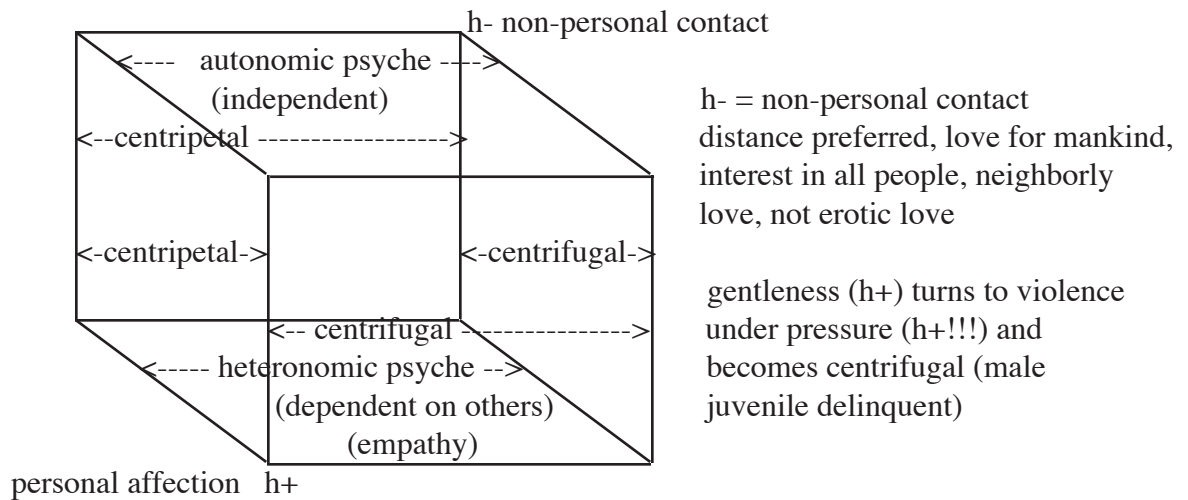 h- non-personal contact
<---- autonomic psyche ---->
(independent)
<--centripetal ------------------>
<-centripetal->
<-centrifugal->
<-- centrifugal ---------------->
<----- heteronomic psyche -->
(dependent on others)
(empathy)
personal affection h+
h- = non-personal contact
distance preferred, love for mankind,
interest in all people, neighborly
love, not erotic love
gentleness (h+) turns to violence
under pressure (h+!!!) and
becomes centrifugal (male
juvenile delinquent)